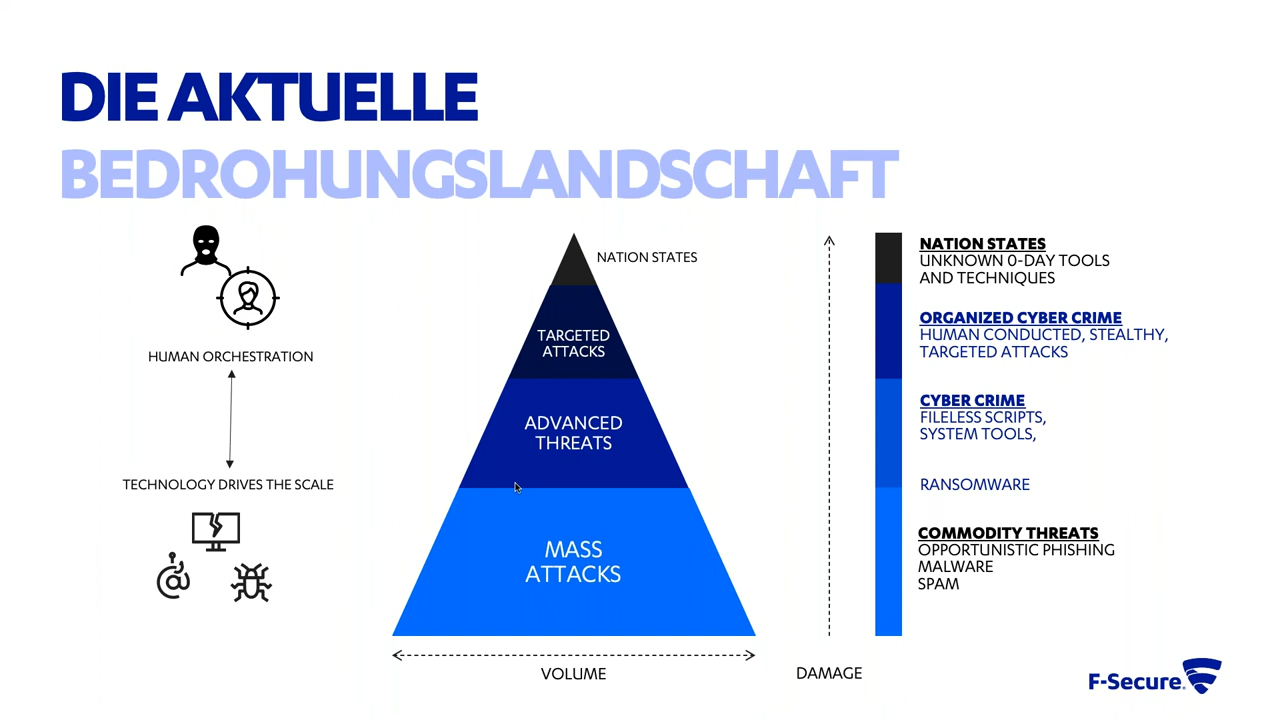 DIE AKTUELLE
BEDROHUNGSLANDSCHAFT
HUMAN ORCHESTRATION
TECHNOLOGY DRIVES THE SCALE
NATION STATES
TARGETED
ATTACKS
ADVANCED
THREATS
MASS
ATTACKS
VOLUME
DAMAGE
NATION STATES
UNKNOWN 0-DAY TOOLS
AND TECHNIQUES
ORGANIZED CYBER CRIME
HUMAN CONDUCTED, STEALTHY,
TARGETED ATTACKS
CYBER CRIME
FILELESS SCRIPTS,
SYSTEM TOOLS,
RANSOMWARE
COMMODITY THREATS
OPPORTUNISTIC PHISHING
MALWARE
SPAM
F-Secure